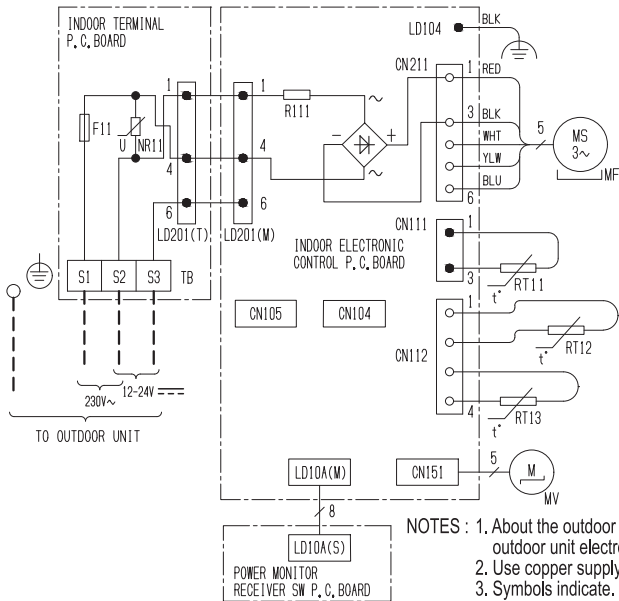 INDOOR TERMINAL
P.C.BOARD
LD104
BLK
CN211
1
RED
3
BLK
WHT
YLW
BLU
6
5
MS
3~
MF
F11
U
NR11
1
4
6
LD201(T)
1
4
6
LD201(M)
R111
~
−
+
~
INDOOR ELECTRONIC
CONTROL P.C.BOARD
CN111
1
3
t°
RT11
S1
S2
S3
TB
CN105
CN104
CN112
1
4
t°
RT12
t°
RT13
230V~
12-24V
TO OUTDOOR UNIT
LD10A(M)
CN151
5
M
MV
8
LD10A(S)
POWER MONITOR
RECEIVER SW P.C.BOARD
NOTES : 1. About the outdoor
outdoor unit electr
2. Use copper supply
3. Symbols indicate.